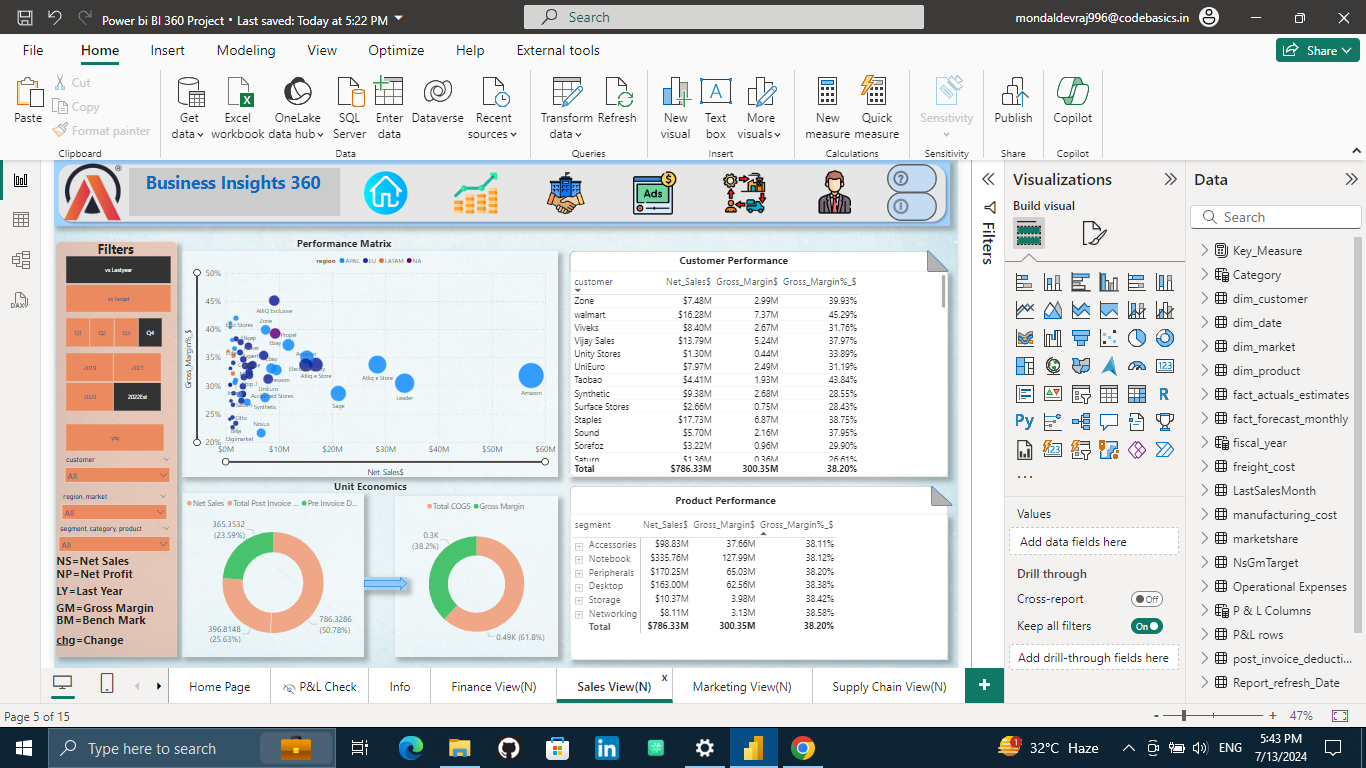 Power bi BI 360 Project • Last saved: Today at 5:22 PM
Search
mondaldevraj996@codebasics.in
File Home Insert Modeling View Optimize Help External tools
Share
Paste
Cut
Copy
Format painter
Get data
Excel workbook
OneLake data hub
SQL Server
Enter data
Dataverse
Recent sources
Transform data
Refresh
New visual
Text box
More visuals
New measure
Quick measure
Sensitivity
Publish
Copilot
Clipboard Data Queries Insert Calculations Sensitivity Share Copilot
Business Insights 360
Ads
Filters
vs Lastyear
vs Target
Q1 Q2 Q3 Q4
2019 2021
2020 2022Est
ytq
customer
All
region, market
All
segment, category, product
All
NS=Net Sales
NP=Net Profit
LY=Last Year
GM=Gross Margin
BM=Bench Mark
chg=Change
Performance Matrix
region APAC EU LATAM NA
Gross_Margin%_$
50%
45%
40%
35%
30%
25%
20%
AtliQ Exclusive
Zone
Propel
Ebay
Atliq e Store
Amazon
Leader
Sage
UniEuro
Synthetic
Otto
Novus
Digimarket
$0M $10M $20M $30M $40M $50M $60M
Net Sales$
Customer Performance
customer Net_Sales$ Gross_Margin$ Gross_Margin%_$
Zone $7.48M 2.99M 39.93%
walmart $16.28M 7.37M 45.29%
Viveks $8.40M 2.67M 31.76%
Vijay Sales $13.79M 5.24M 37.97%
Unity Stores $1.30M 0.44M 33.89%
UniEuro $7.97M 2.49M 31.19%
Taobao $4.41M 1.93M 43.84%
Synthetic $9.38M 2.68M 28.55%
Surface Stores $2.66M 0.75M 28.43%
Staples $17.73M 6.87M 38.75%
Sound $5.70M 2.16M 37.95%
Sorefoz $3.22M 0.96M 29.90%
Saturn $1.36M 0.36M 26.61%
Total $786.33M 300.35M 38.20%
Unit Economics
Net Sales Total Post Invoice ... Pre Invoice D...
365.3532
(23.59%)
396.8148
(25.63%)
786.3286
(50.78%)
Total COGS Gross Margin
0.3K
(38.2%)
0.49K (61.8%)
Product Performance
segment Net_Sales$ Gross_Margin$ Gross_Margin%_$
Accessories $98.83M 37.66M 38.11%
Notebook $335.76M 127.99M 38.12%
Peripherals $170.25M 65.03M 38.20%
Desktop $163.00M 62.56M 38.38%
Storage $10.37M 3.98M 38.42%
Networking $8.11M 3.13M 38.58%
Total $786.33M 300.35M 38.20%
Filters
Visualizations
Build visual
Values
Add data fields here
Drill through
Cross-report Off
Keep all filters On
Add drill-through fields here
Data
Search
Key_Measure
Category
dim_customer
dim_date
dim_market
dim_product
fact_actuals_estimates
fact_forecast_monthly
fiscal_year
freight_cost
LastSalesMonth
manufacturing_cost
marketshare
NsGmTarget
Operational Expenses
P & L Columns
P&L rows
post_invoice_deducti...
Report_refresh_Date
Home Page P&L Check Info Finance View(N) Sales View(N) x Marketing View(N) Supply Chain View(N) +
Page 5 of 15
- + 47%
Type here to search
32°C Haze
ENG
5:43 PM
7/13/2024